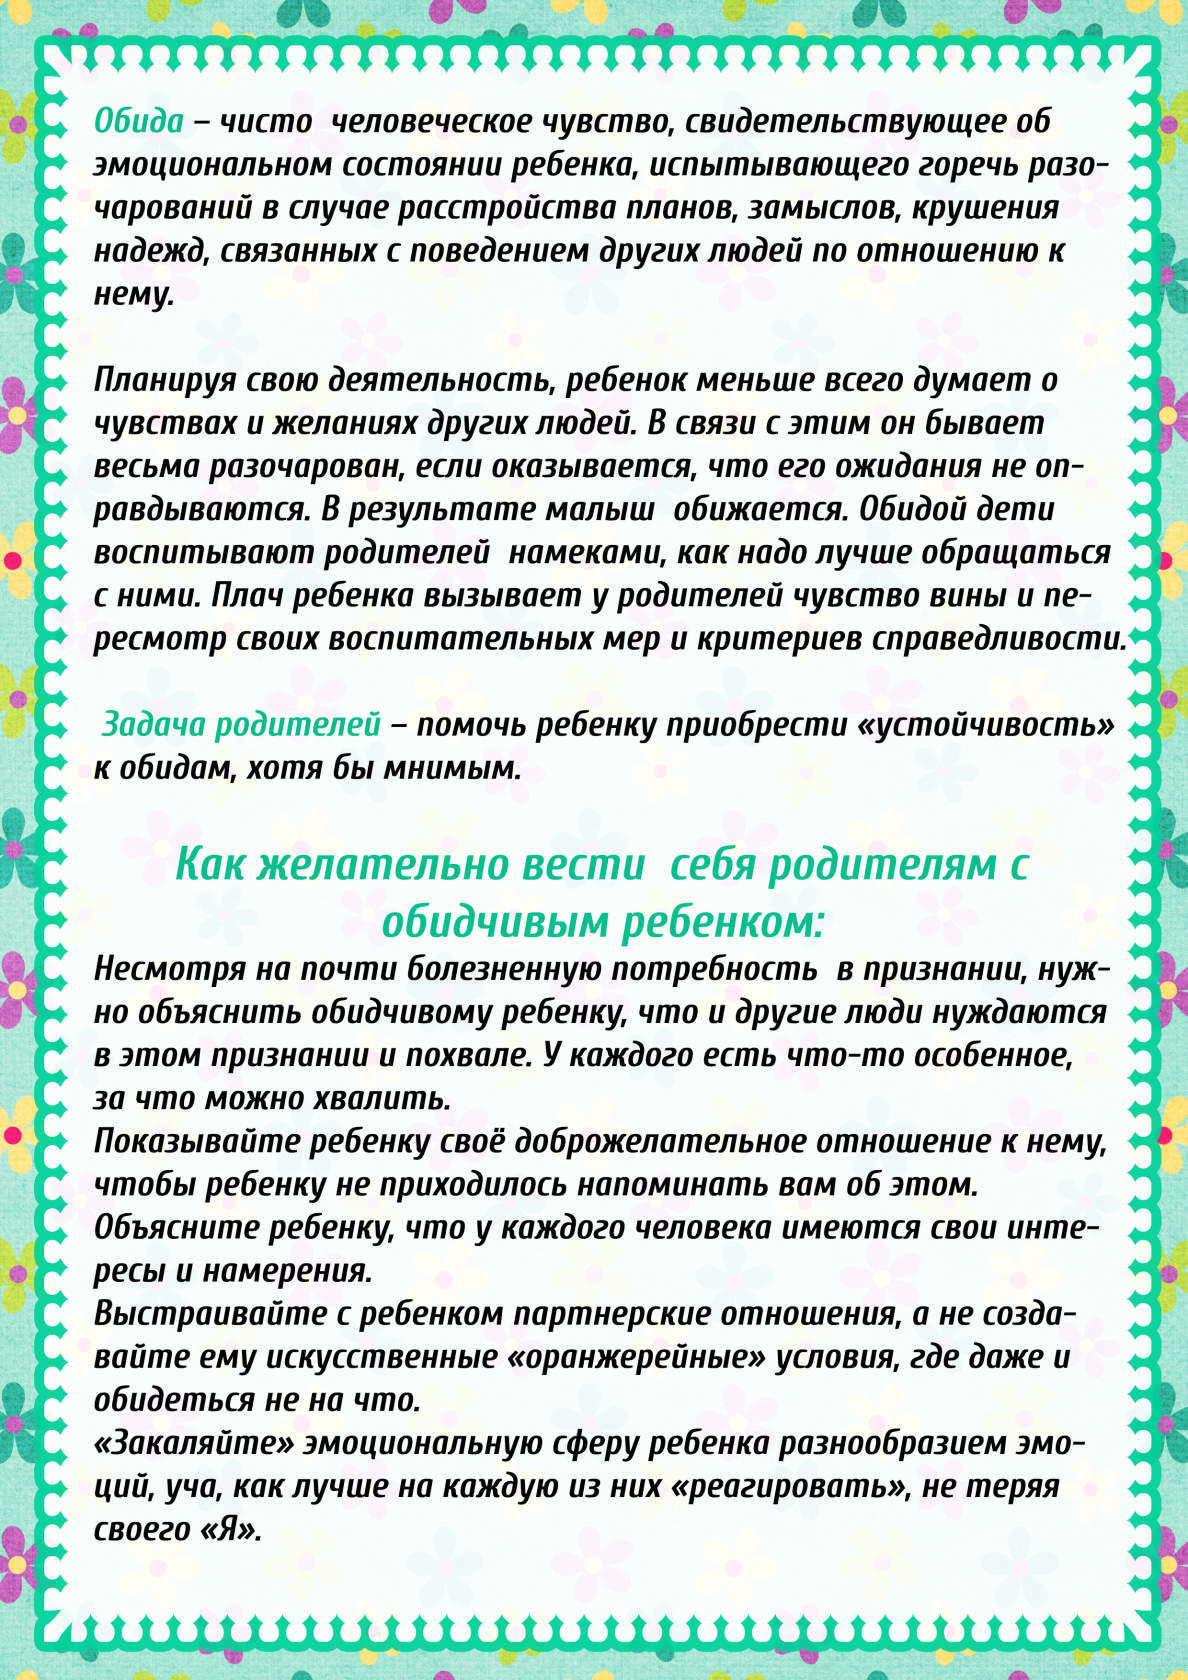 Обида – чисто  человеческое чувство, свидетельствующее об
эмоциональном состоянии ребенка, испытывающего горечь разо-
чарований в случае расстройства планов, замыслов, крушения
надежд, связанных с поведением других людей по отношению к
нему.
Планируя свою деятельность, ребенок меньше всего думает о
чувствах и желаниях других людей. В связи с этим он бывает
весьма разочарован, если оказывается, что его ожидания не оп-
равдываются. В результате малыш  обижается. Обидой дети
воспитывают родителей  намеками, как надо лучше обращаться
с ними. Плач ребенка вызывает у родителей чувство вины и пе-
ресмотр своих воспитательных мер и критериев справедливости.
Задача родителей – помочь ребенку приобрести «устойчивость»
к обидам, хотя бы мнимым.
Как желательно вести  себя родителям с
обидчивым ребенком:
Несмотря на почти болезненную потребность  в признании, нуж-
но объяснить обидчивому ребенку, что и другие люди нуждаются
в этом признании и похвале. У каждого есть что-то особенное,
за что можно хвалить.
Показывайте ребенку своё доброжелательное отношение к нему,
чтобы ребенку не приходилось напоминать вам об этом.
Объясните ребенку, что у каждого человека имеются свои инте-
ресы и намерения.
Выстраивайте с ребенком партнерские отношения, а не созда-
вайте ему искусственные «оранжерейные» условия, где даже и
обидеться не на что.
«Закаляйте» эмоциональную сферу ребенка разнообразием эмо-
ций, уча, как лучше на каждую из них «реагировать», не теряя
своего «Я».